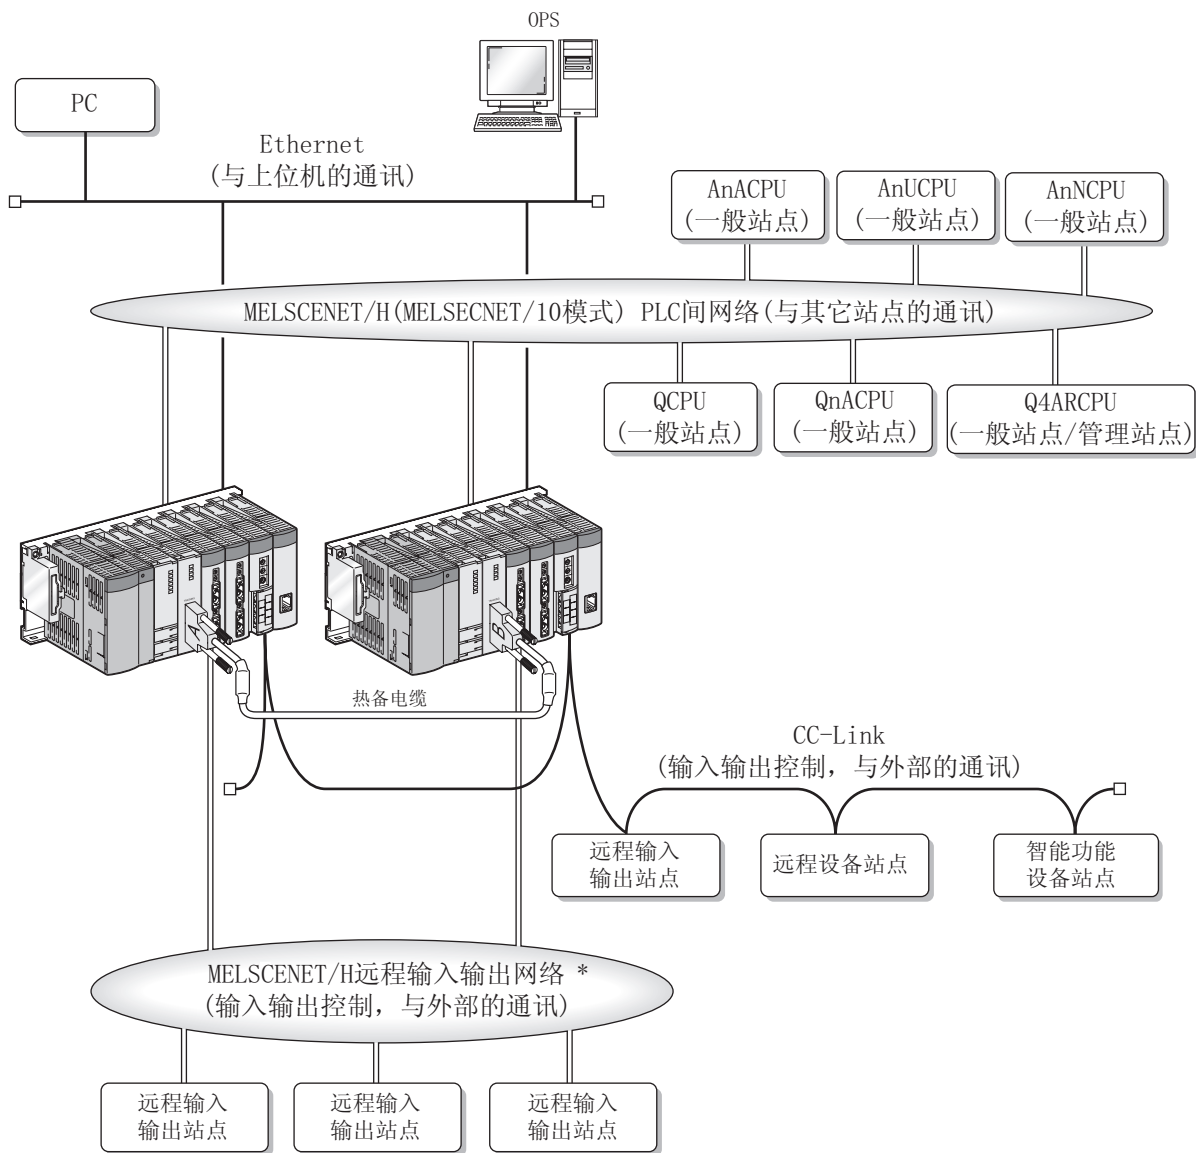 OPS
PC
Ethernet
(与上位机的通讯)
AnACPU
(一般站点)
AnUCPU
(一般站点)
AnNCPU
(一般站点)
MELSCENET/H(MELSECNET/10模式) PLC间网络(与其它站点的通讯)
QCPU
(一般站点)
QnACPU
(一般站点)
Q4ARCPU
(一般站点/管理站点)
A
B
热备电缆
CC-Link
(输入输出控制, 与外部的通讯)
远程输入
输出站点
远程设备站点
智能功能
设备站点
MELSCENET/H远程输入输出网络 *
(输入输出控制, 与外部的通讯)
远程输入
输出站点
远程输入
输出站点
远程输入
输出站点